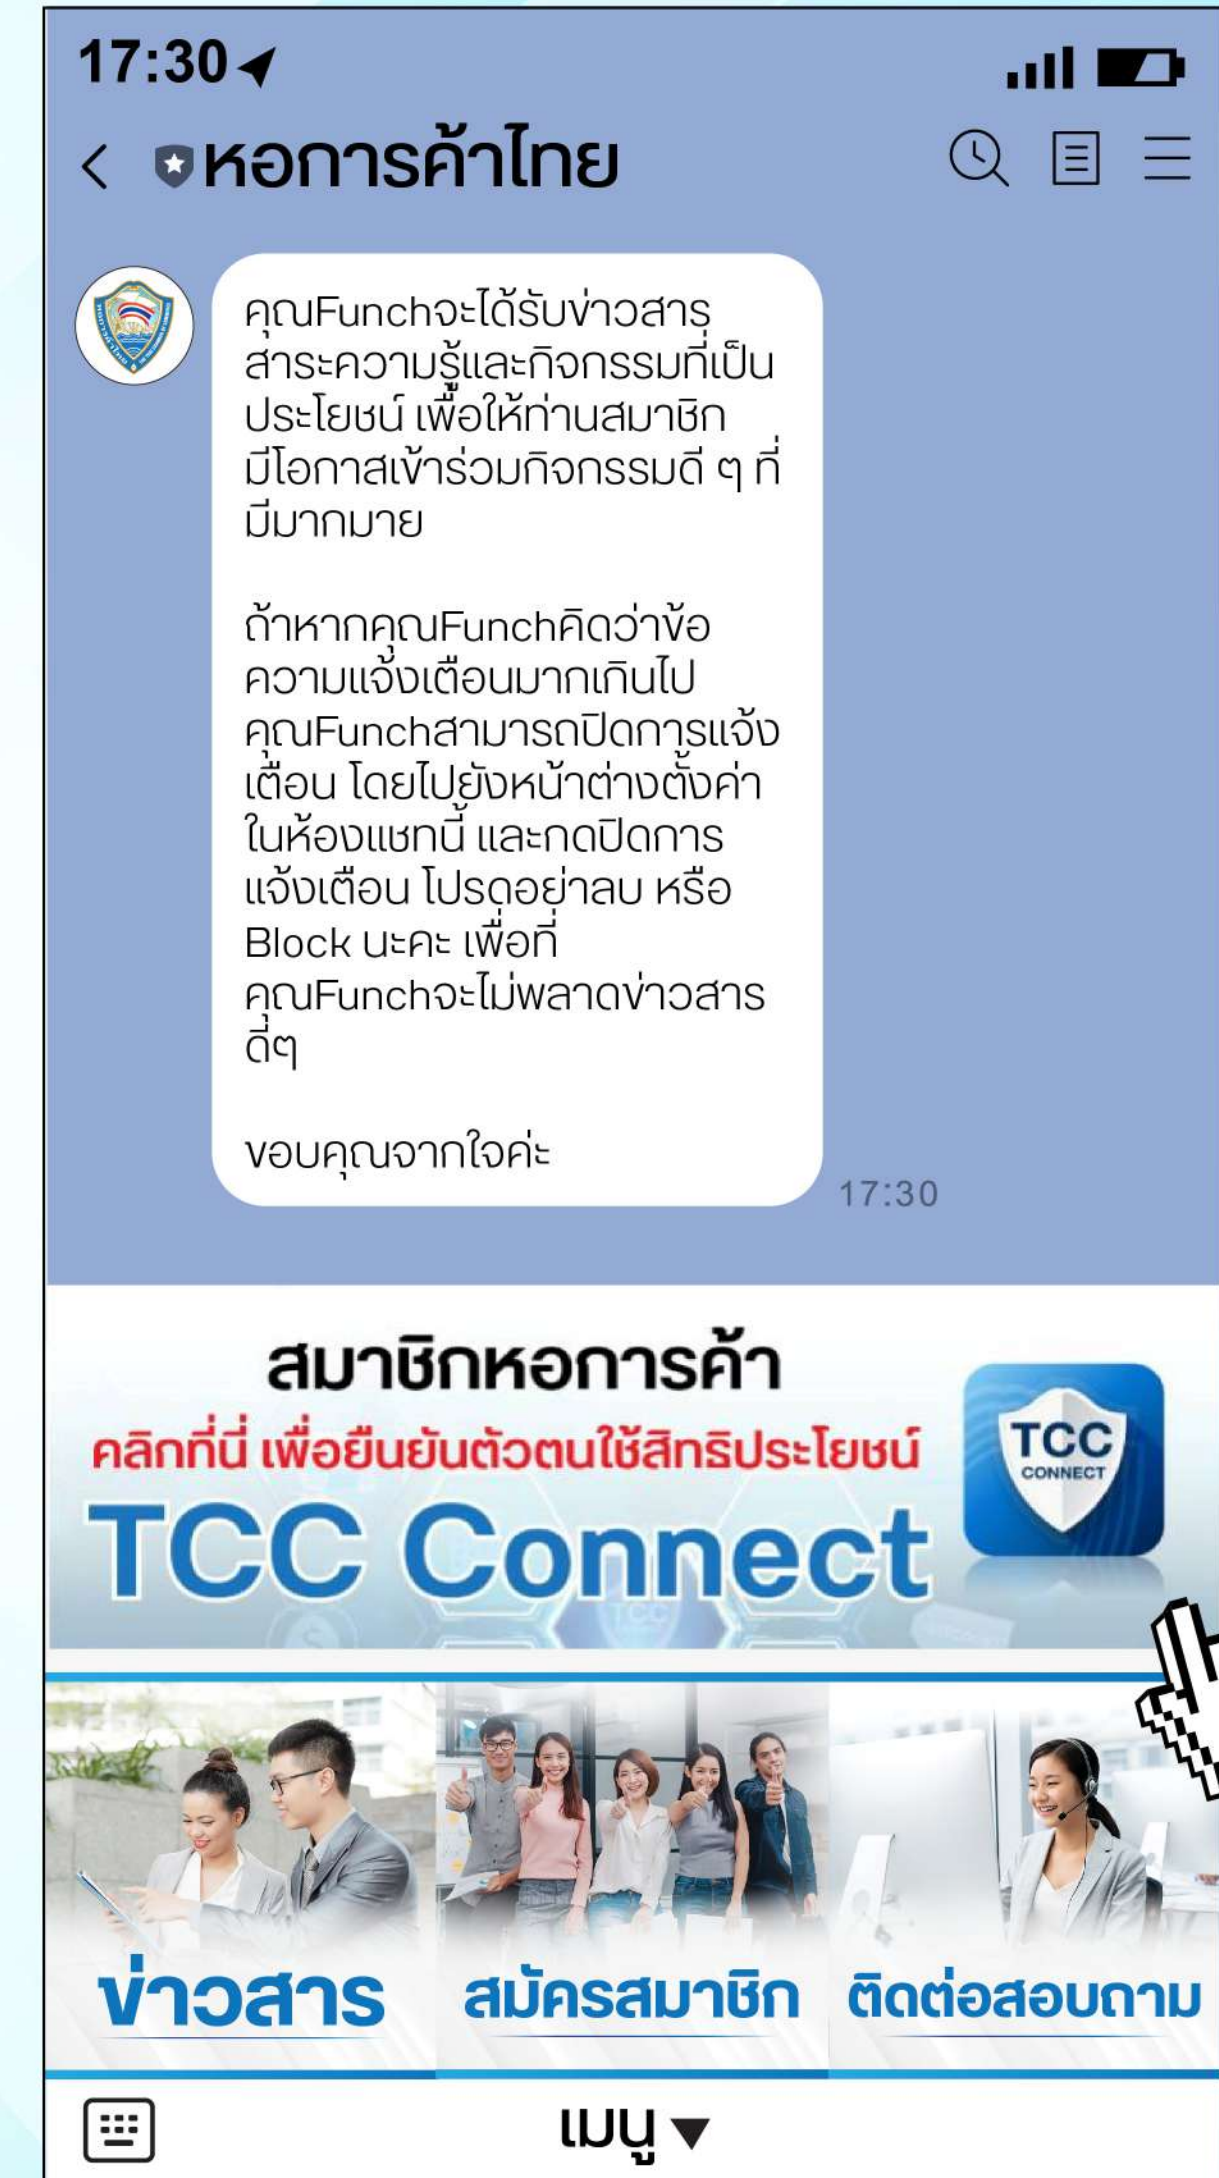 17:30
หอการค้าไทย
คุณFunchจะได้รับข่าวสาร
สาระความรู้และกิจกรรมที่เป็น
ประโยชน์ เพื่อให้ท่านสมาชิก
มีโอกาสเข้าร่วมกิจกรรมดี ๆ ที่
มีมากมาย
ถ้าหากคุณFunchคิดว่าข้อ
ความแจ้งเตือนมากเกินไป
คุณFunchสามารถปิดการแจ้ง
เตือน โดยไปยังหน้าต่างตั้งค่า
ในห้องแชทนี้ และกดปิดการ
แจ้งเตือน โปรดอย่าลบ หรือ
Block นะคะ เพื่อที่
คุณFunchจะไม่พลาดข่าวสาร
ดีๆ
ขอบคุณจากใจค่ะ
17:30
สมาชิกหอการค้า
คลิกที่นี่ เพื่อยืนยันตัวตนใช้สิทธิประโยชน์
TCC Connect
TCC
CONNECT
ข่าวสาร
สมัครสมาชิก
ติดต่อสอบถาม
เมนู